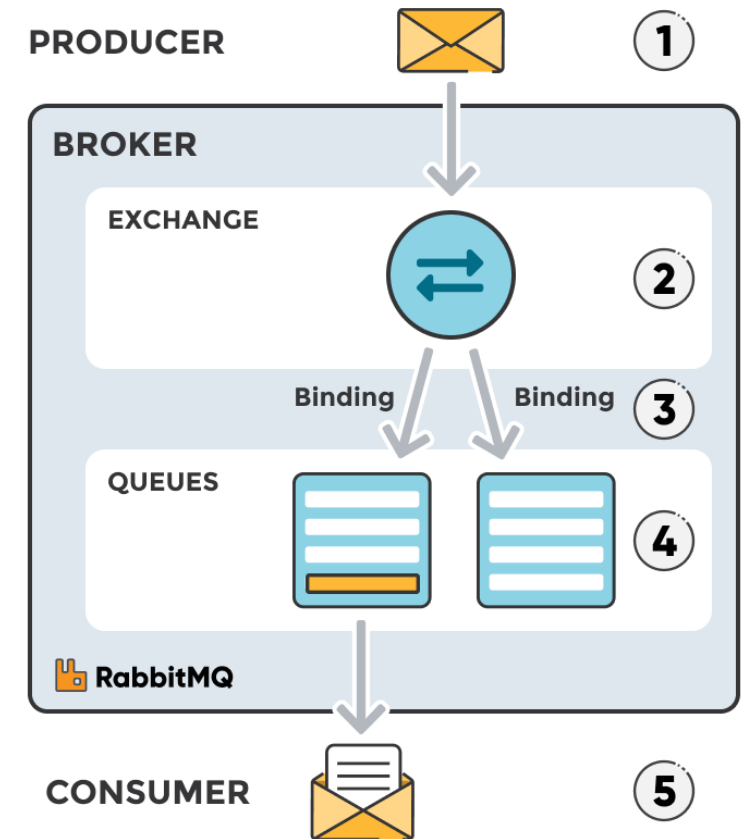 PRODUCER
1
BROKER
EXCHANGE
2
Binding
Binding
3
QUEUES
4
RabbitMQ
CONSUMER
5